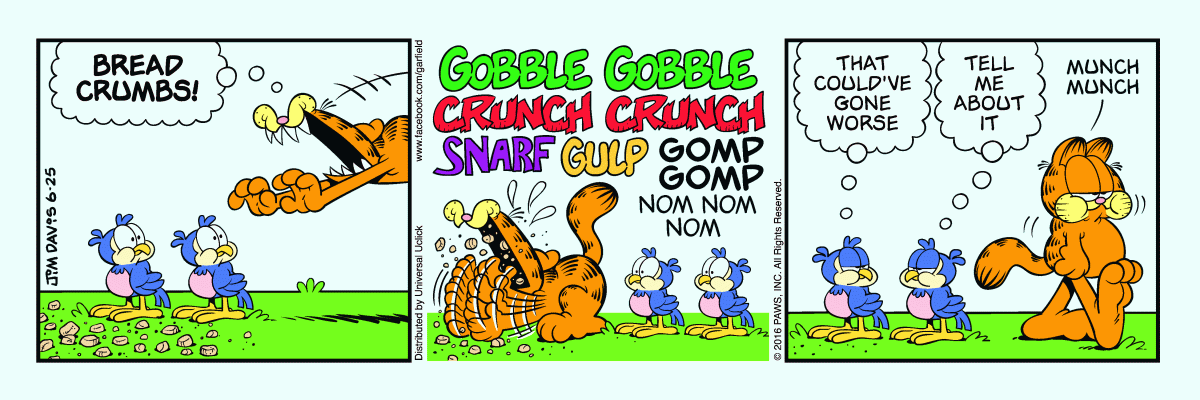 BREAD
CRUMBS!
JIM DAVIS 6·25
www.facebook.com/garfield
Distributed by Universal Uclick
GOBBLE GOBBLE
CRUNCH CRUNCH
SNARF GULP GOMP
GOMP
NOM NOM
NOM
© 2016 PAWS, INC. All Rights Reserved.
THAT
COULD'VE
GONE
WORSE
TELL
ME
ABOUT
IT
MUNCH
MUNCH